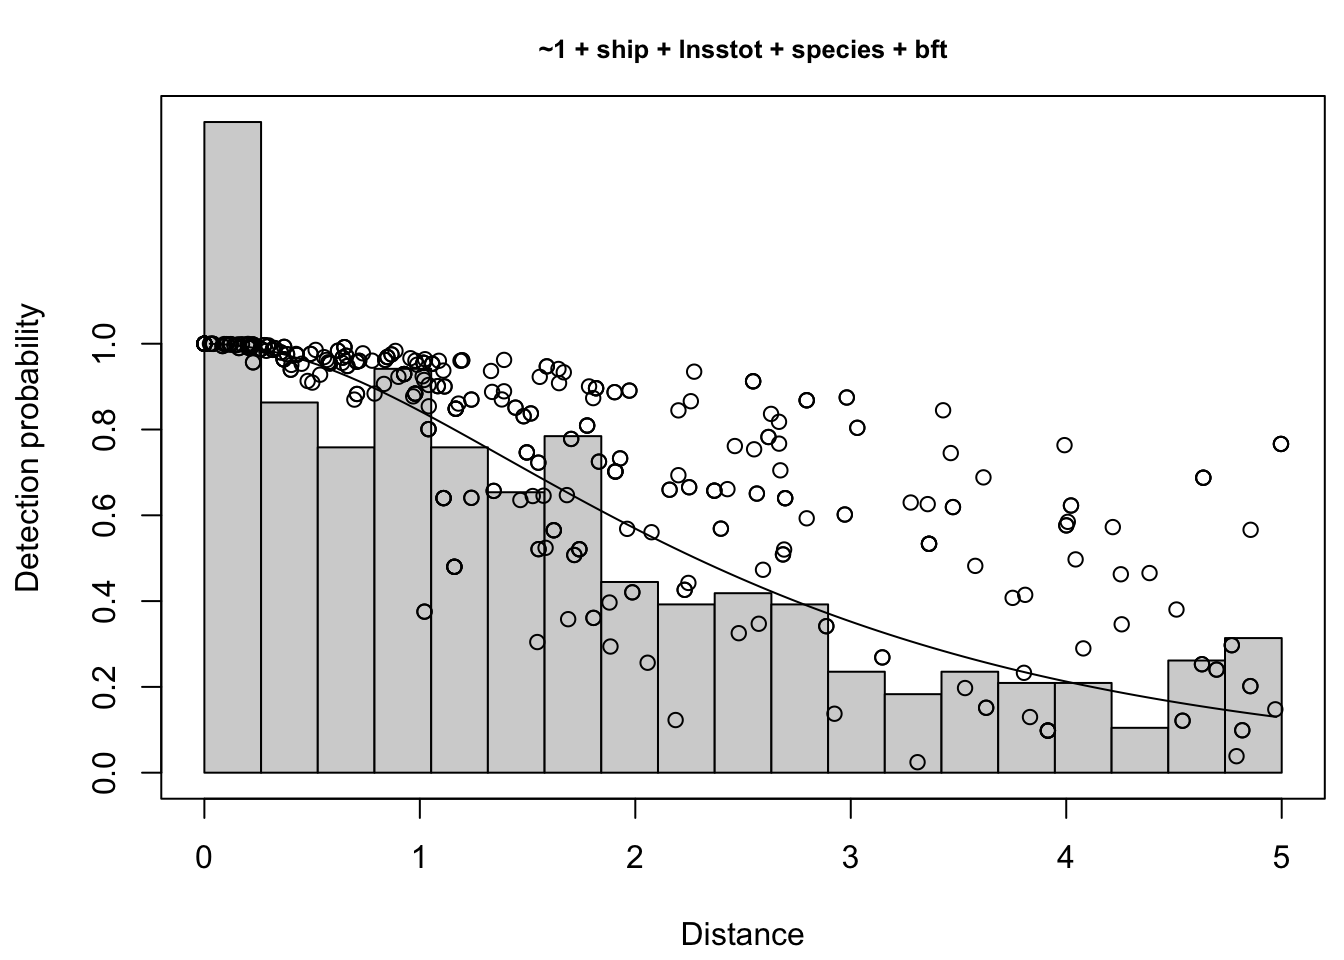 ~1 + ship + lnsstot + species + bft
Detection probability
1.0
0.8
0.6
0.4
0.2
0.0
0 1 2 3 4 5
Distance